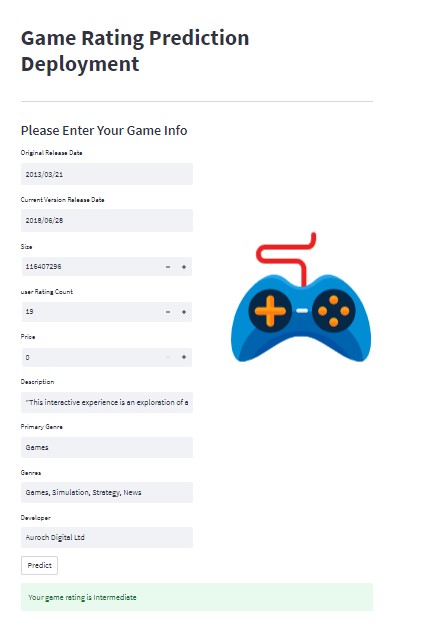 Game Rating Prediction
Deployment
Please Enter Your Game Info
Original Release Date
2013/03/21
Current Version Release Date
2018/06/28
Size
116407296
user Rating Count
19
Price
0
Description
"This interactive experience is an exploration of a
Primary Genre
Games
Genres
Games, Simulation, Strategy, News
Developer
Auroch Digital Ltd
Predict
Your game rating is Intermediate